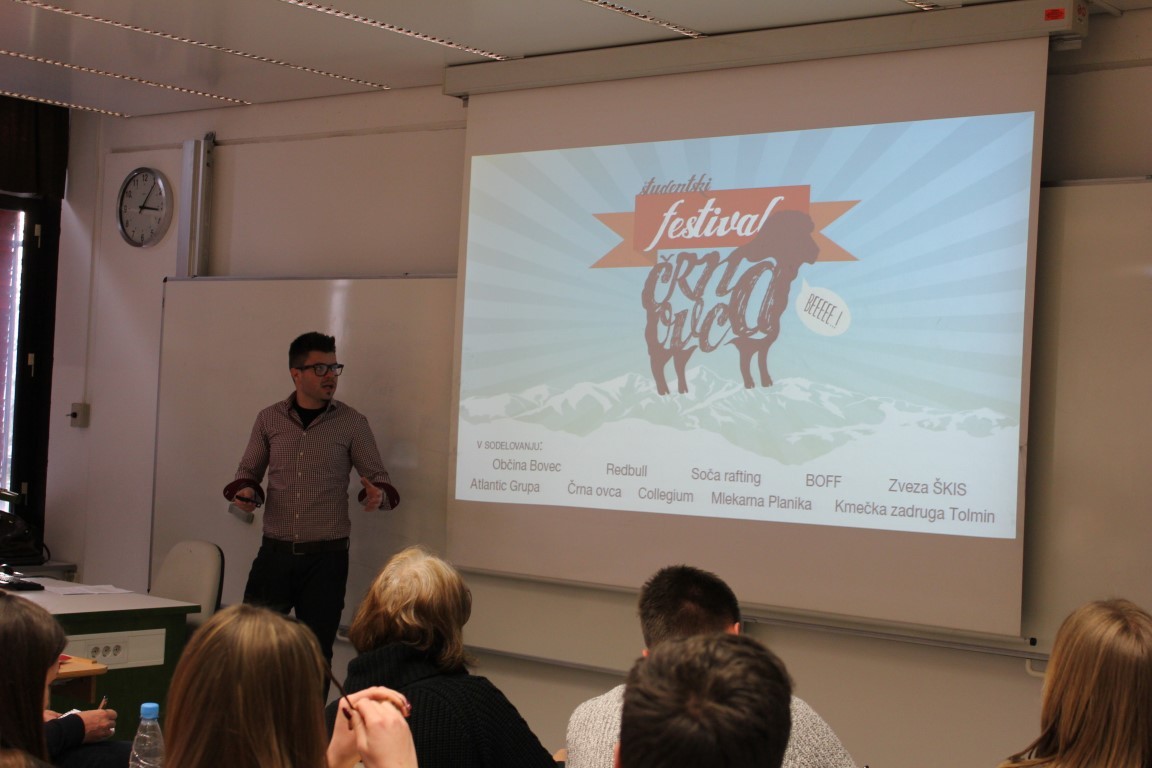 študentski
festival
ČRNA
OVCA
BEEEEE!
V SODELOVANJU:
Občina Bovec Redbull Soča rafting BOFF Zveza ŠKIS
Atlantic Grupa Črna ovca Collegium Mlekarna Planika Kmečka zadruga Tolmin